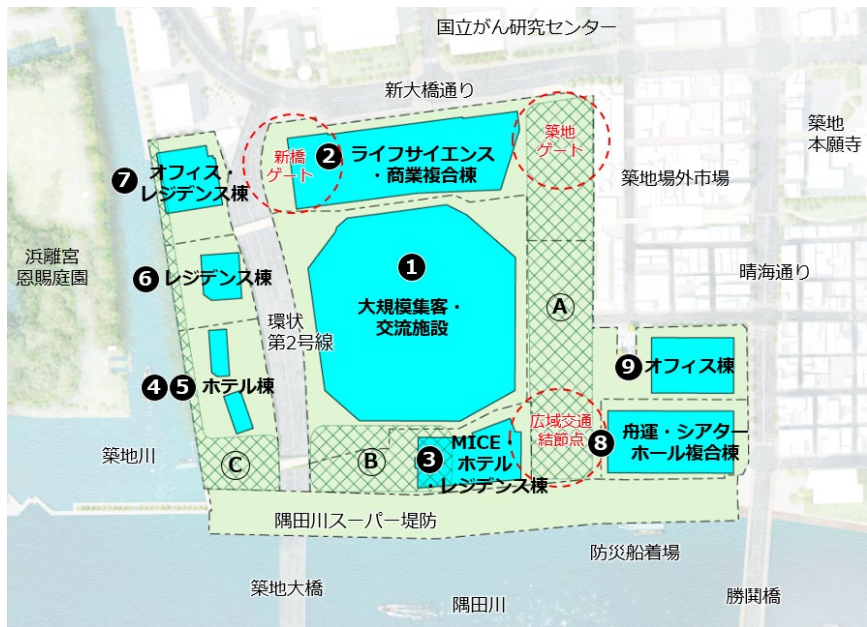 国立がん研究センター
新大橋通り
築地
本願寺
新橋
ゲート
❷
ライフサイエンス
・商業複合棟
築地
ゲート
❼
オフィス・
レジデンス棟
築地場外市場
浜離宮
恩賜庭園
❻
レジデンス棟
❶
大規模集客・
交流施設
環状
第2号線
Ⓐ
晴海通り
❹❺
ホテル棟
❾
オフィス棟
広域交通
結節点
❽
舟運・シアター
ホール複合棟
築地川
Ⓒ
Ⓑ
❸
MICE・
ホテル
・レジデンス棟
隅田川スーパー堤防
防災船着場
築地大橋
隅田川
勝鬨橋